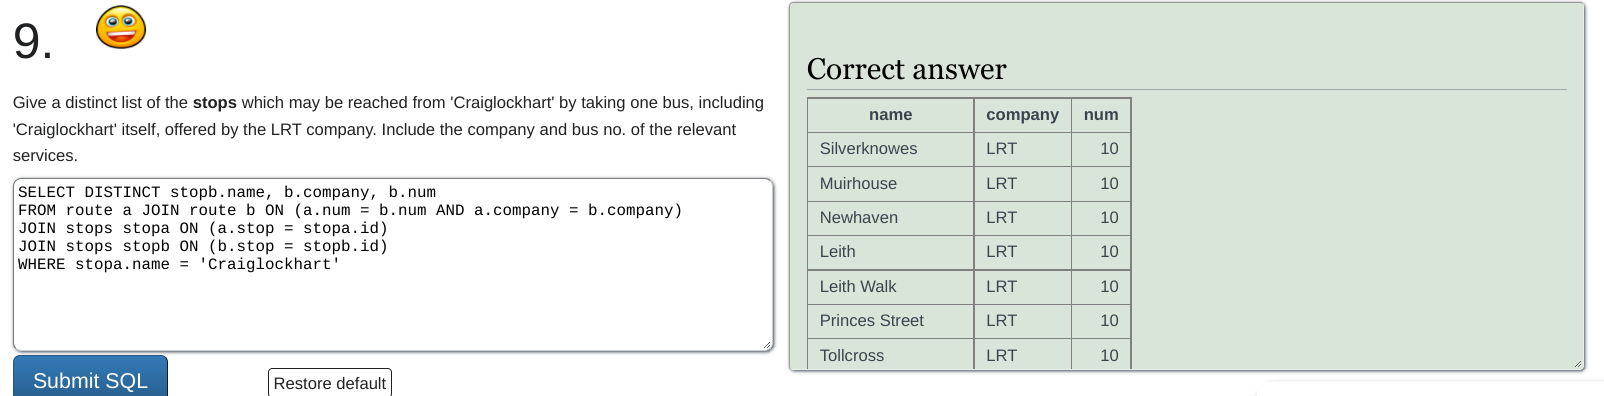 9.
Give a distinct list of the stops which may be reached from 'Craiglockhart' by taking one bus, including
'Craiglockhart' itself, offered by the LRT company. Include the company and bus no. of the relevant
services.
SELECT DISTINCT stopb.name, b.company, b.num
FROM route a JOIN route b ON (a.num = b.num AND a.company = b.company)
JOIN stops stopa ON (a.stop = stopa.id)
JOIN stops stopb ON (b.stop = stopb.id)
WHERE stopa.name = 'Craiglockhart'
Submit SQL
Restore default
Correct answer
name company num
Silverknowes LRT 10
Muirhouse LRT 10
Newhaven LRT 10
Leith LRT 10
Leith Walk LRT 10
Princes Street LRT 10
Tollcross LRT 10